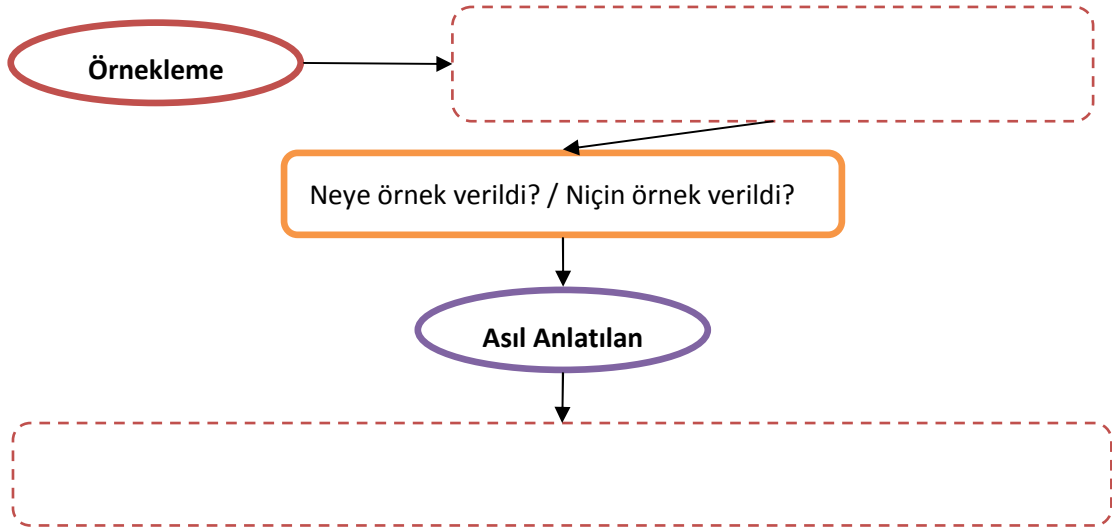 Örnekleme
Neye örnek verildi? / Niçin örnek verildi?
Asıl Anlatılan